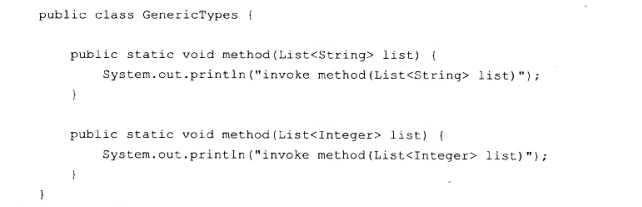 public class GenericTypes {
public static void method(List<String> list) {
System.out.println("invoke method(List<String> list)");
}
public static void method(List<Integer> list) {
System.out.println("invoke method(List<Integer> list)");
}
}